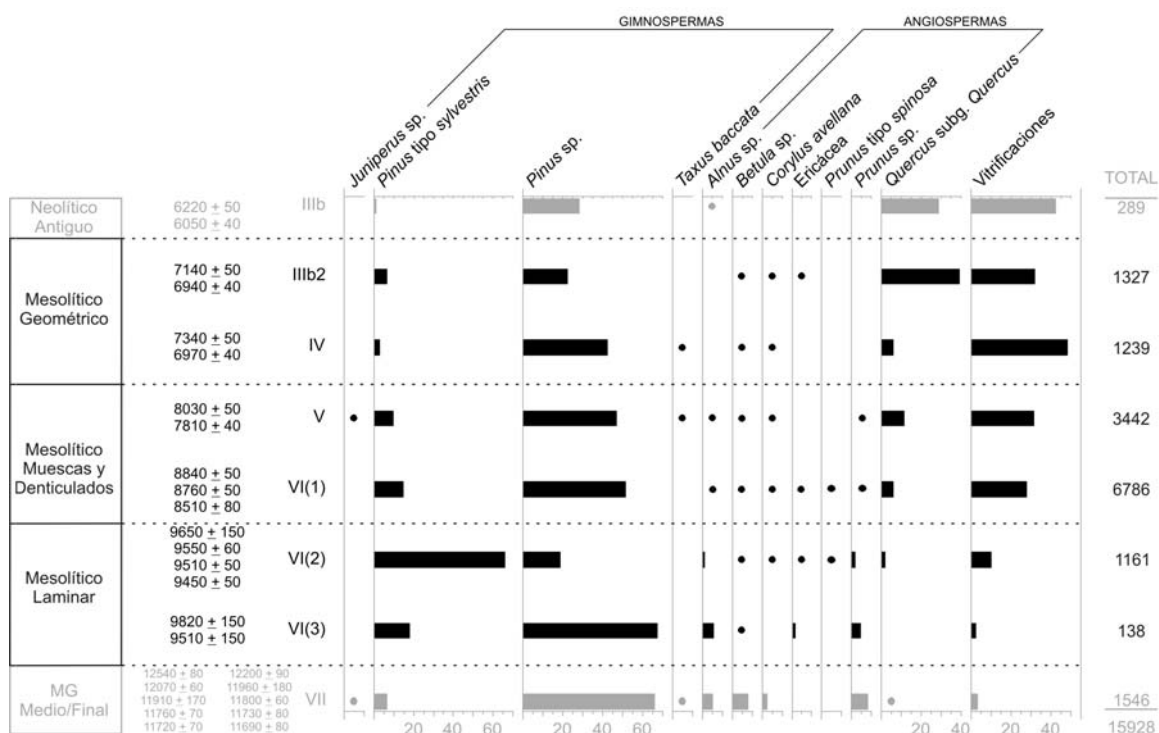 GIMNOSPERMAS
ANGIOSPERMAS
Juniperus sp.
Pinus tipo sylvestris
Pinus sp.
Taxus baccata
Alnus sp.
Betula sp.
Corylus avellana
Ericácea
Prunus tipo spinosa
Prunus sp.
Quercus subg. Quercus
Vitrificaciones
TOTAL
Neolítico
Antiguo
6220 ± 50
6050 ± 40
IIIb
289
Mesolítico
Geométrico
7140 ± 50
6940 ± 40
IIIb2
1327
7340 ± 50
6970 ± 40
IV
1239
Mesolítico
Muescas y
Denticulados
8030 ± 50
7810 ± 40
V
3442
8840 ± 50
8760 ± 50
8510 ± 80
VI(1)
6786
Mesolítico
Laminar
9650 ± 150
9550 ± 60
9510 ± 50
9450 ± 50
VI(2)
1161
9820 ± 150
9510 ± 150
VI(3)
138
MG
Medio/Final
12540 ± 80 12200 ± 90
12070 ± 60 11960 ± 180
11910 ± 170 11800 ± 60
11760 ± 70 11730 ± 80
11720 ± 70 11690 ± 80
VII
1546
20 40 60 20 40 60 20 40 20 40
15928